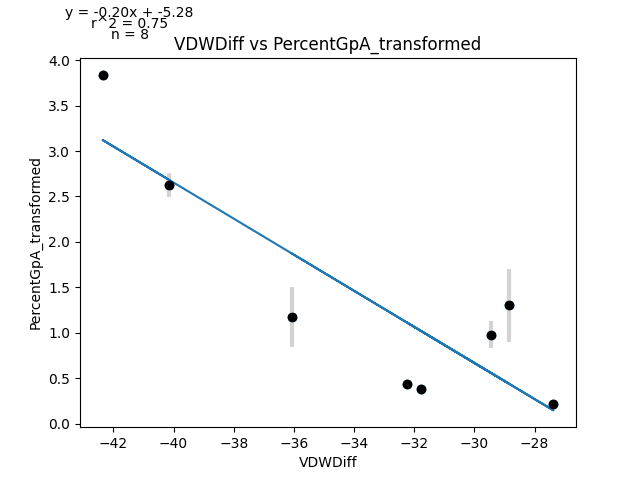 y = -0.20x + -5.28
r^2 = 0.75
n = 8
VDWDiff vs PercentGpA_transformed
PercentGpA_transformed
4.0
3.5
3.0
2.5
2.0
1.5
1.0
0.5
0.0
−42 −40 −38 −36 −34 −32 −30 −28
VDWDiff